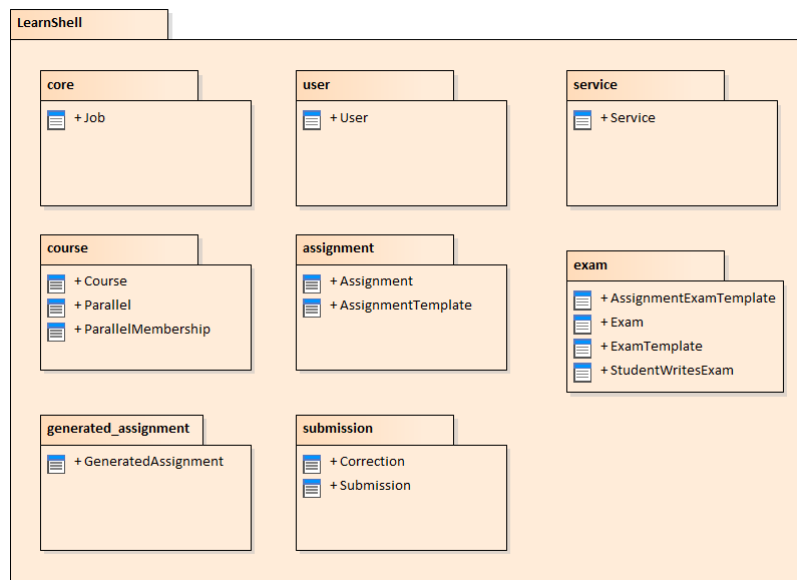 LearnShell
core
+ Job
user
+ User
service
+ Service
course
+ Course
+ Parallel
+ ParallelMembership
assignment
+ Assignment
+ AssignmentTemplate
exam
+ AssignmentExamTemplate
+ Exam
+ ExamTemplate
+ StudentWritesExam
generated_assignment
+ GeneratedAssignment
submission
+ Correction
+ Submission